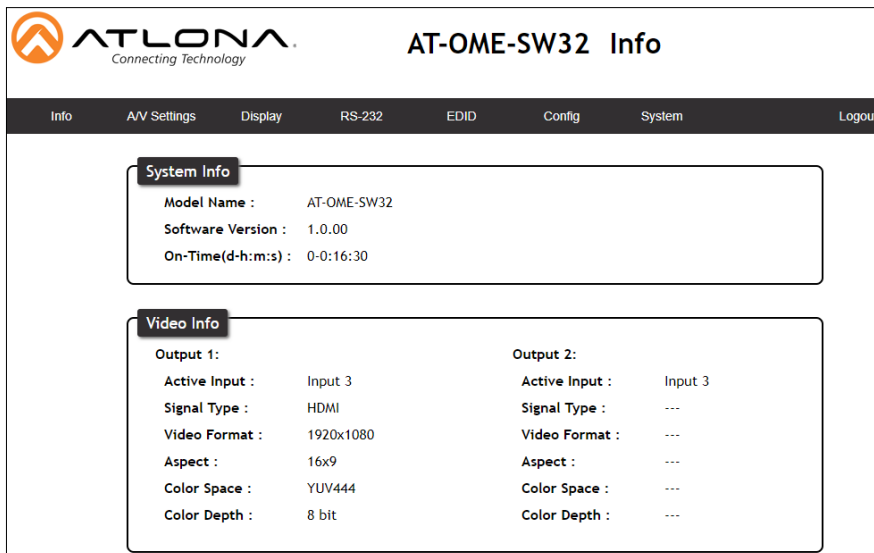 ATLONA.
Connecting Technology
AT-OME-SW32 Info
Info A/V Settings Display RS-232 EDID Config System Logou
System Info
Model Name : AT-OME-SW32
Software Version : 1.0.00
On-Time(d-h:m:s) : 0-0:16:30
Video Info
Output 1: Output 2:
Active Input : Input 3 Active Input : Input 3
Signal Type : HDMI Signal Type : ---
Video Format : 1920x1080 Video Format : ---
Aspect : 16x9 Aspect : ---
Color Space : YUV444 Color Space : ---
Color Depth : 8 bit Color Depth : ---